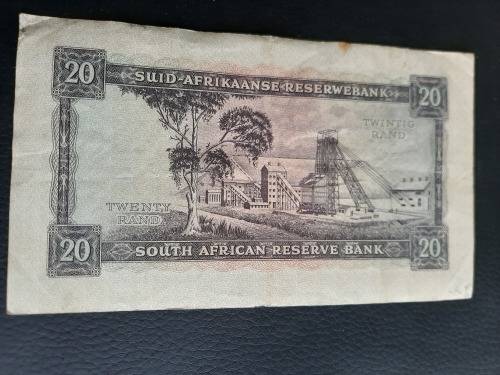 20 SUID-AFRIKAANSE RESERWEBANK 20
TWINTIG
RAND
TWENTY
RAND
20 SOUTH AFRICAN RESERVE BANK 20